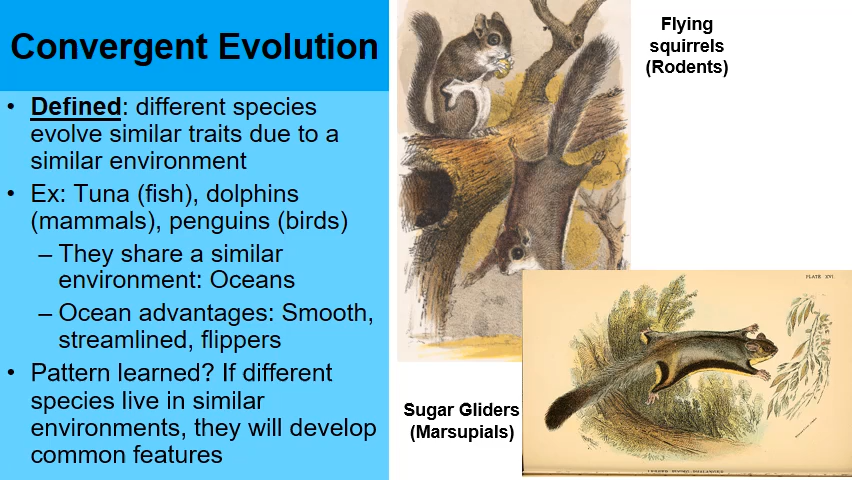 Convergent Evolution
• Defined: different species
evolve similar traits due to a
similar environment
• Ex: Tuna (fish), dolphins
(mammals), penguins (birds)
– They share a similar
environment: Oceans
– Ocean advantages: Smooth,
streamlined, flippers
• Pattern learned? If different
species live in similar
environments, they will develop
common features
Flying
squirrels
(Rodents)
PLATE XVI.
Sugar Gliders
(Marsupials)